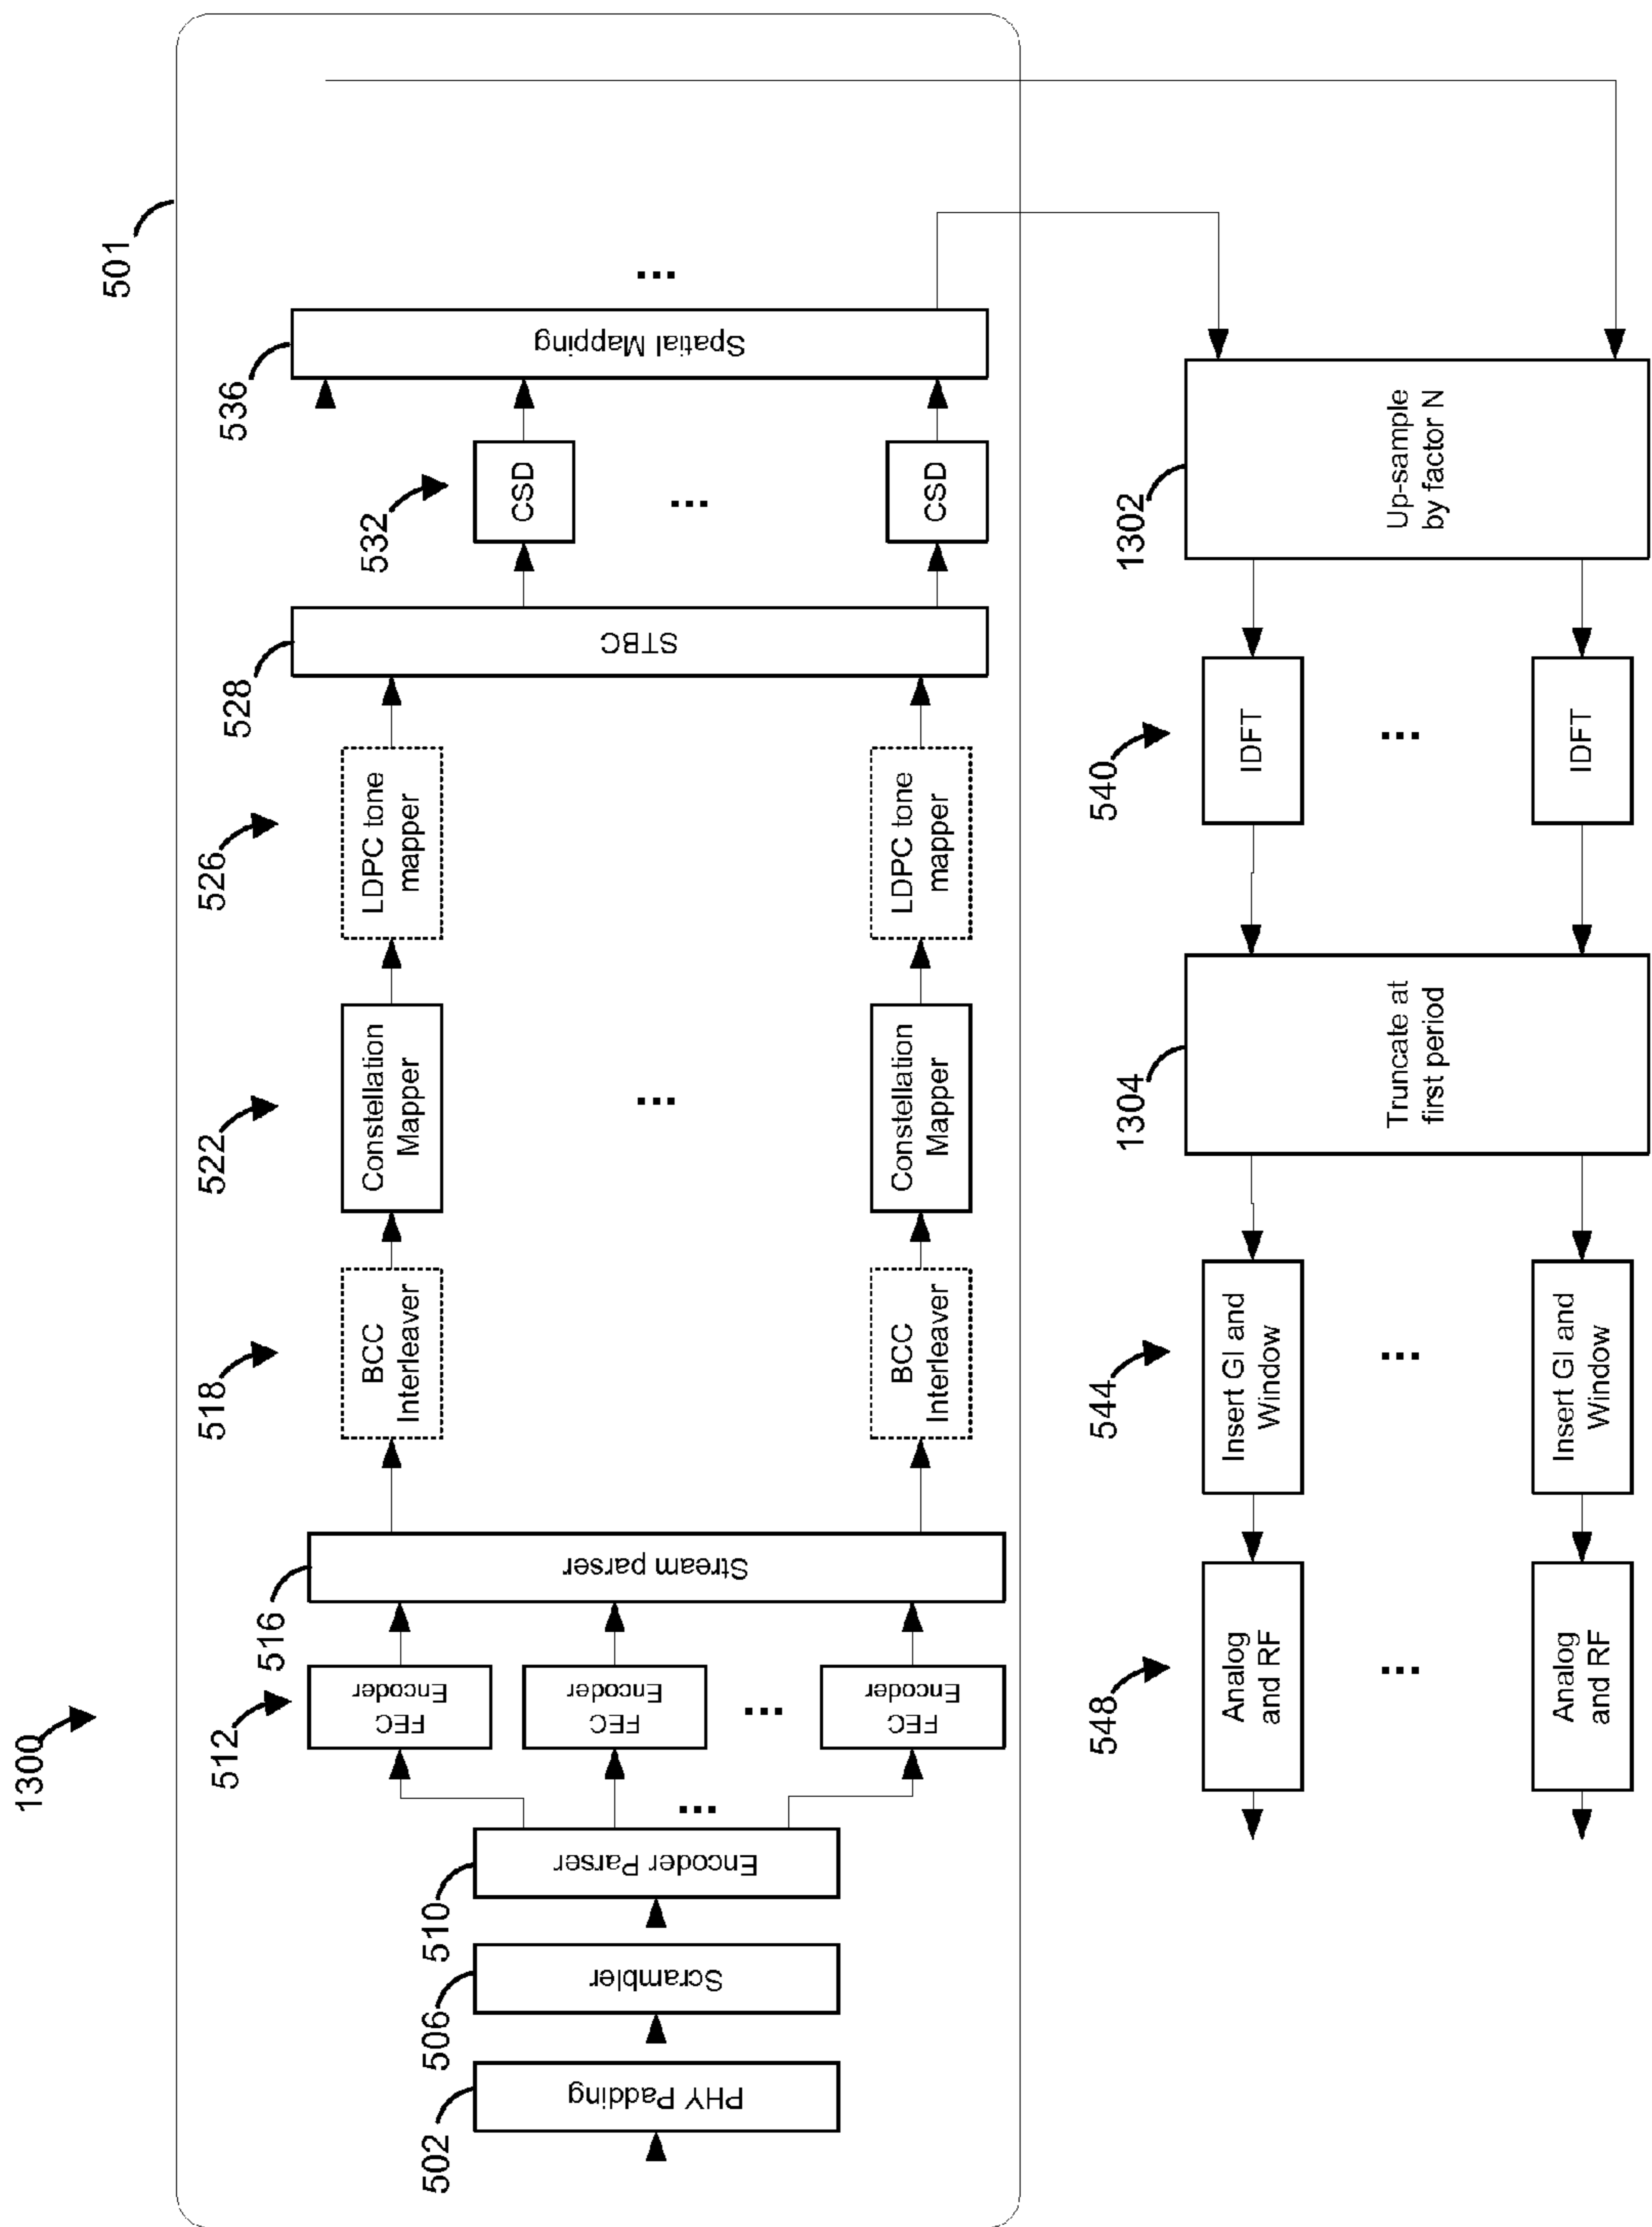 1300
501
502
PHY Padding
506
Scrambler
510
Encoder Parser
512
FEC
Encoder
FEC
Encoder
...
FEC
Encoder
...
516
Stream parser
518
BCC
Interleaver
BCC
Interleaver
522
Constellation
Mapper
...
Constellation
Mapper
526
LDPC tone
mapper
LDPC tone
mapper
528
STBC
532
CSD
...
CSD
536
Spatial Mapping
...
1302
Up-sample
by factor N
540
IDFT
...
IDFT
1304
Truncate at
first period
544
Insert GI and
Window
...
Insert GI and
Window
548
Analog
and RF
...
Analog
and RF